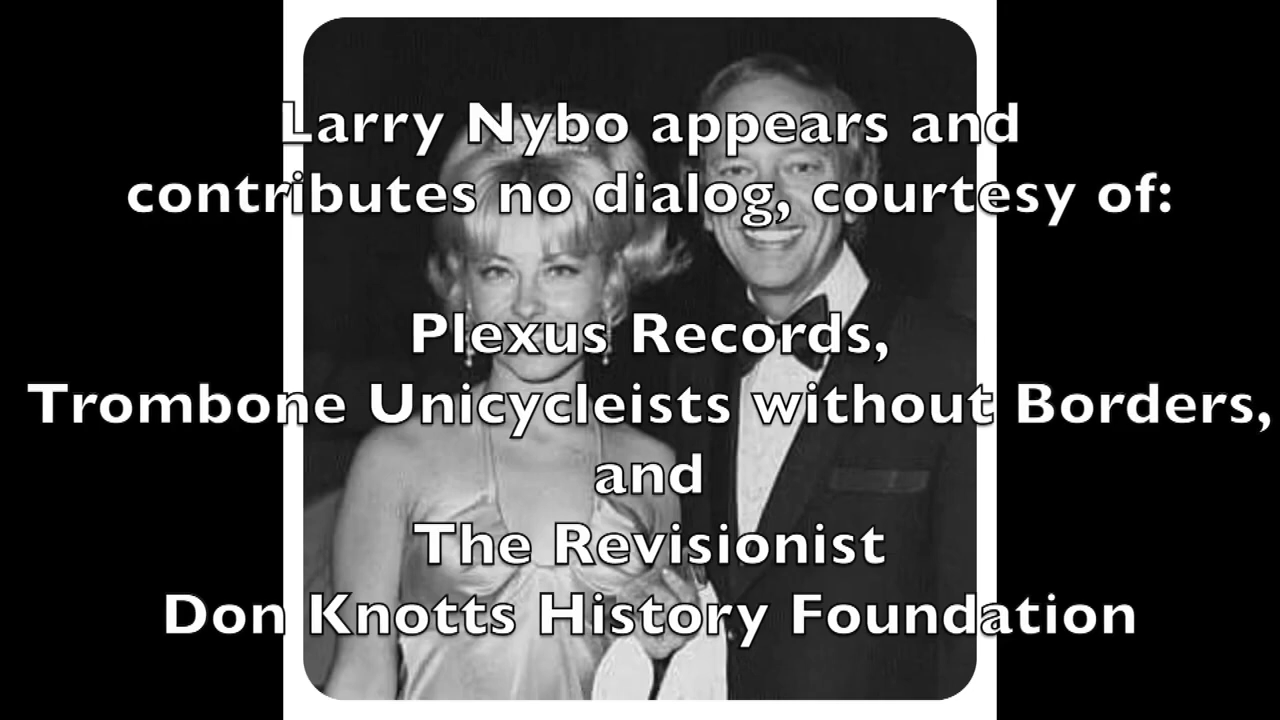 Larry Nybo appears and
contributes no dialog, courtesy of:
Plexus Records,
Trombone Unicycleists without Borders,
and
The Revisionist
Don Knotts History Foundation